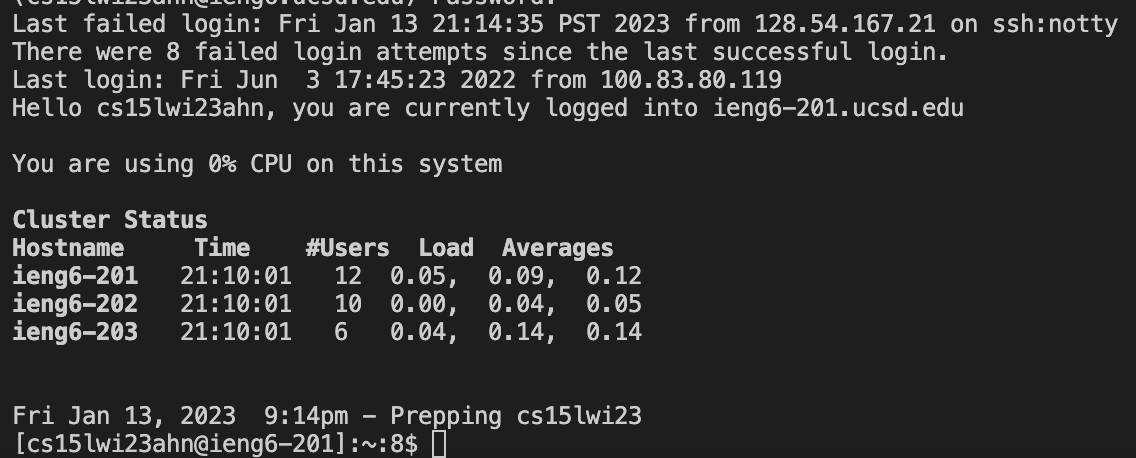 (cs15lwi23ahn@ieng6.ucsd.edu) Password:
Last failed login: Fri Jan 13 21:14:35 PST 2023 from 128.54.167.21 on ssh:notty
There were 8 failed login attempts since the last successful login.
Last login: Fri Jun  3 17:45:23 2022 from 100.83.80.119
Hello cs15lwi23ahn, you are currently logged into ieng6-201.ucsd.edu
You are using 0% CPU on this system
Cluster Status
Hostname     Time    #Users  Load  Averages
ieng6-201   21:10:01   12  0.05,  0.09,  0.12
ieng6-202   21:10:01   10  0.00,  0.04,  0.05
ieng6-203   21:10:01   6   0.04,  0.14,  0.14
Fri Jan 13, 2023  9:14pm - Prepping cs15lwi23
[cs15lwi23ahn@ieng6-201]:~:8$